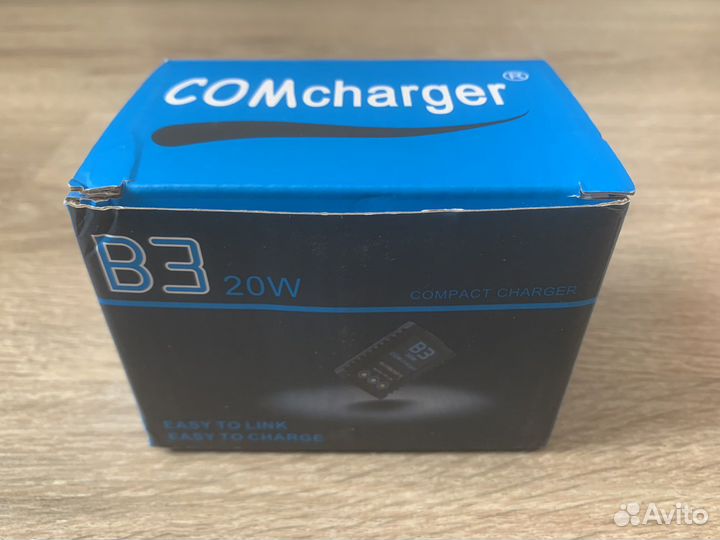 COMcharger®
B3 20W
COMPACT CHARGER
B3
EASY TO LINK
EASY TO CHARGE
Avito